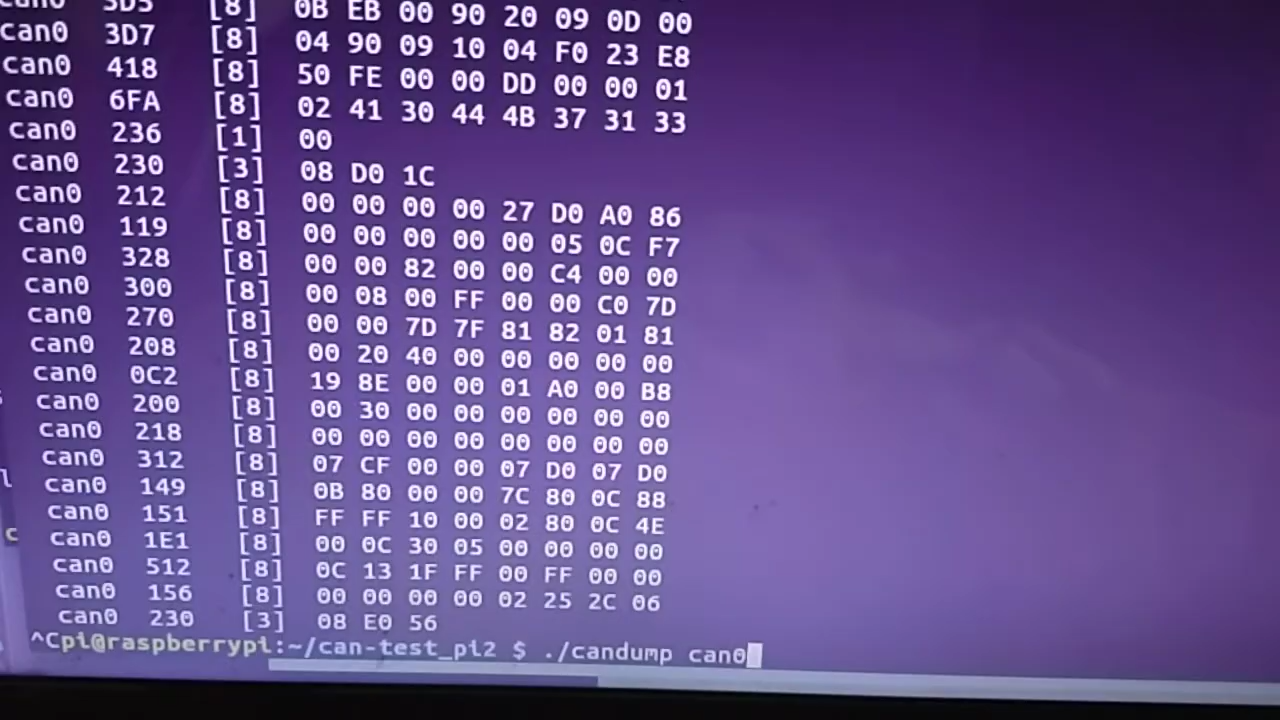 can0 3D5 [8] 0B EB 00 90 20 09 0D 00
can0 3D7 [8] 04 90 09 10 04 F0 23 E8
can0 418 [8] 50 FE 00 00 DD 00 00 01
can0 6FA [8] 02 41 30 44 4B 37 31 33
can0 236 [1] 00
can0 230 [3] 08 D0 1C
can0 212 [8] 00 00 00 00 27 D0 A0 86
can0 119 [8] 00 00 00 00 00 05 0C F7
can0 328 [8] 00 00 82 00 00 C4 00 00
can0 300 [8] 00 08 00 FF 00 00 C0 7D
can0 270 [8] 00 00 7D 7F 81 82 01 81
can0 208 [8] 00 20 40 00 00 00 00 00
can0 0C2 [8] 19 8E 00 00 01 A0 00 B8
can0 200 [8] 00 30 00 00 00 00 00 00
can0 218 [8] 00 00 00 00 00 00 00 00
can0 312 [8] 07 CF 00 00 07 D0 07 D0
can0 149 [8] 0B 80 00 00 7C 80 0C 88
can0 151 [8] FF FF 10 00 02 80 0C 4E
can0 1E1 [8] 00 0C 30 05 00 00 00 00
can0 512 [8] 0C 13 1F FF 00 FF 00 00
can0 156 [8] 00 00 00 00 02 25 2C 06
can0 230 [3] 08 E0 56
^Cpi@raspberrypi:~/can-test_pi2 $ ./candump can0